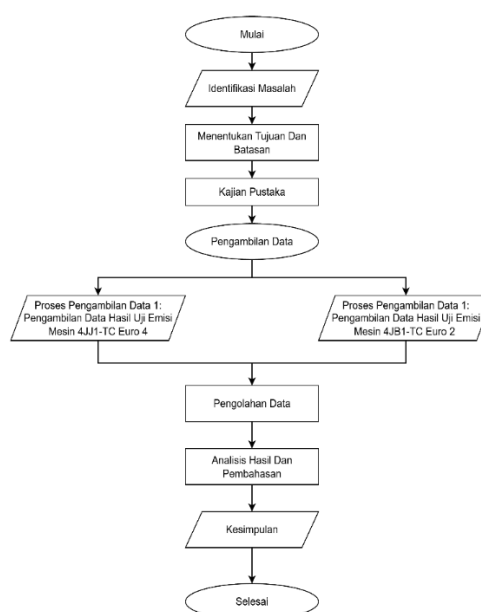 Mulai
Identifikasi Masalah
Menentukan Tujuan Dan
Batasan
Kajian Pustaka
Pengambilan Data
Proses Pengambilan Data 1:
Pengambilan Data Hasil Uji Emisi
Mesin 4JJ1-TC Euro 4
Proses Pengambilan Data 1:
Pengambilan Data Hasil Uji Emisi
Mesin 4JB1-TC Euro 2
Pengolahan Data
Analisis Hasil Dan
Pembahasan
Kesimpulan
Selesai